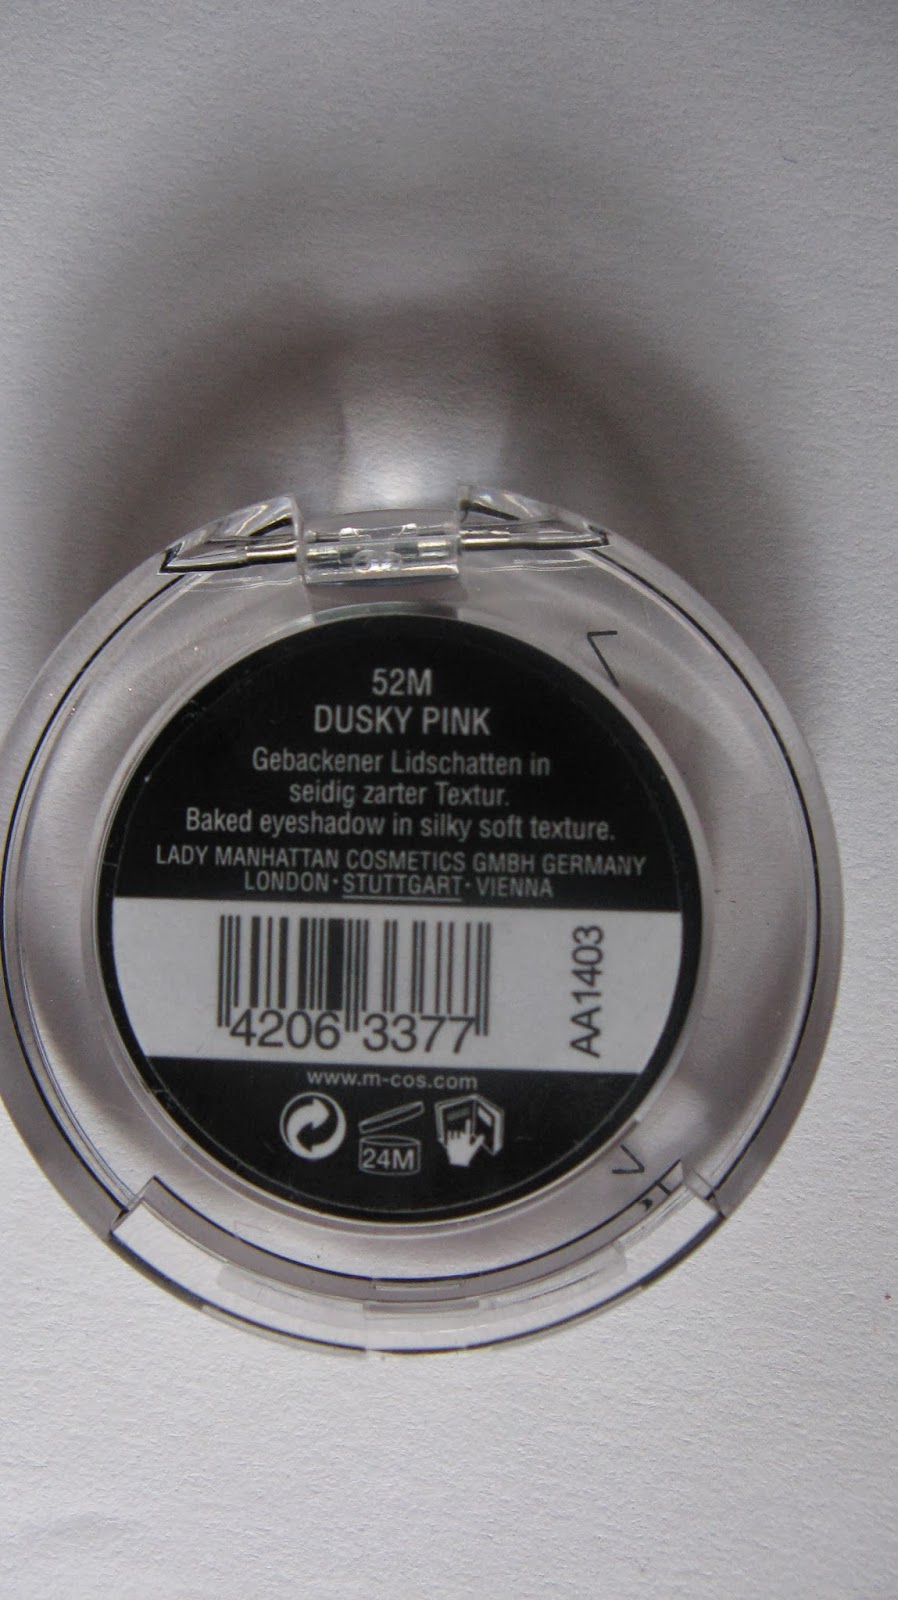 52M
DUSKY PINK
Gebackener Lidschatten in
seidig zarter Textur.
Baked eyeshadow in silky soft texture.
LADY MANHATTAN COSMETICS GMBH GERMANY
LONDON · STUTTGART · VIENNA
4206 3377
AA1403
www.m-cos.com
24M